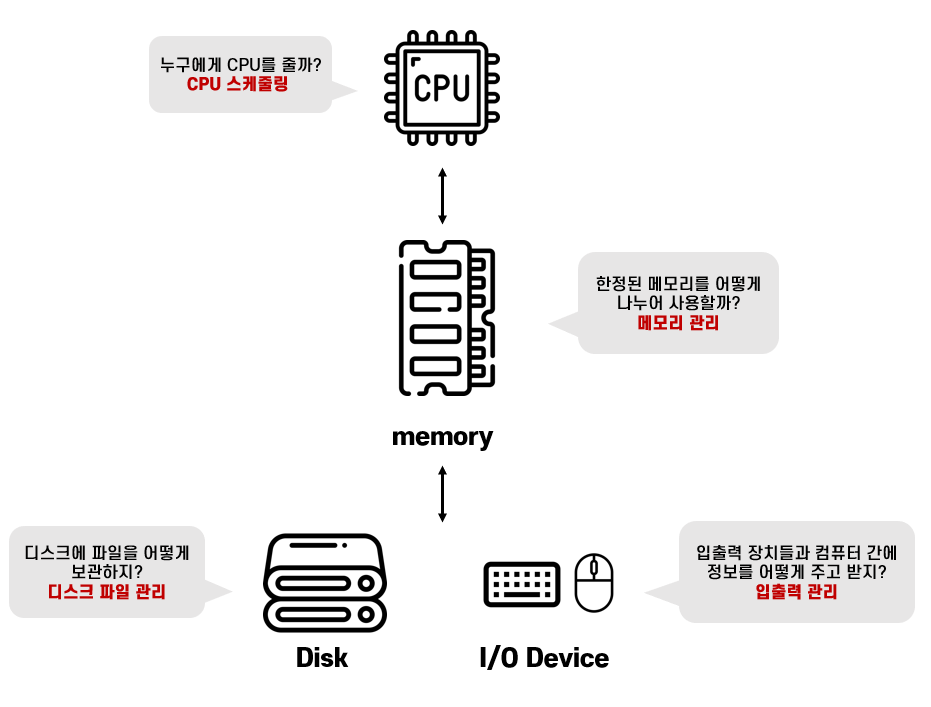 누구에게 CPU를 줄까?
CPU 스케줄링
CPU
한정된 메모리를 어떻게
나누어 사용할까?
메모리 관리
memory
디스크에 파일을 어떻게
보관하지?
디스크 파일 관리
입출력 장치들과 컴퓨터 간에
정보를 어떻게 주고 받지?
입출력 관리
Disk
I/O Device